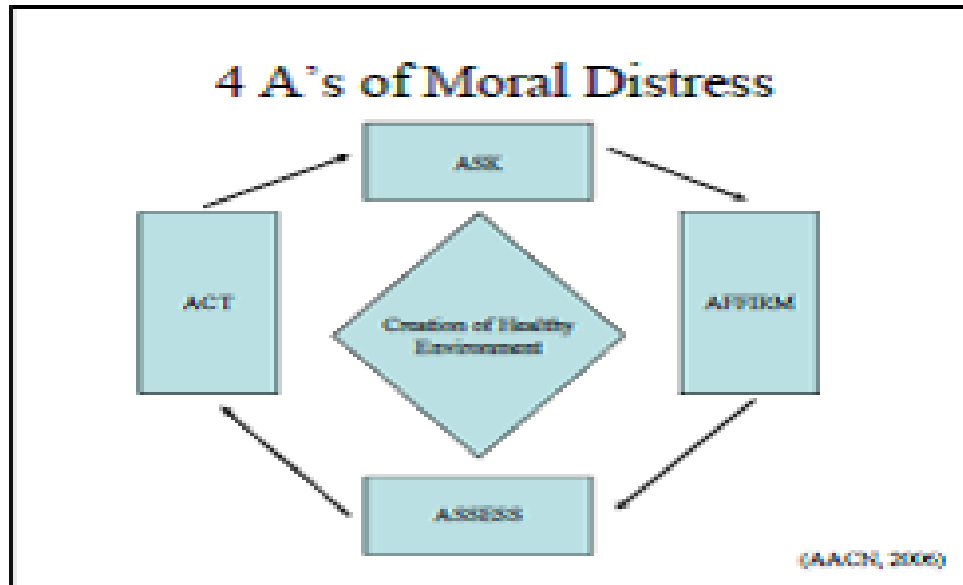 4 A's of Moral Distress
ASK
ACT
AFFIRM
Creation of Healthy
Environment
ASSESS
(AACN, 2006)